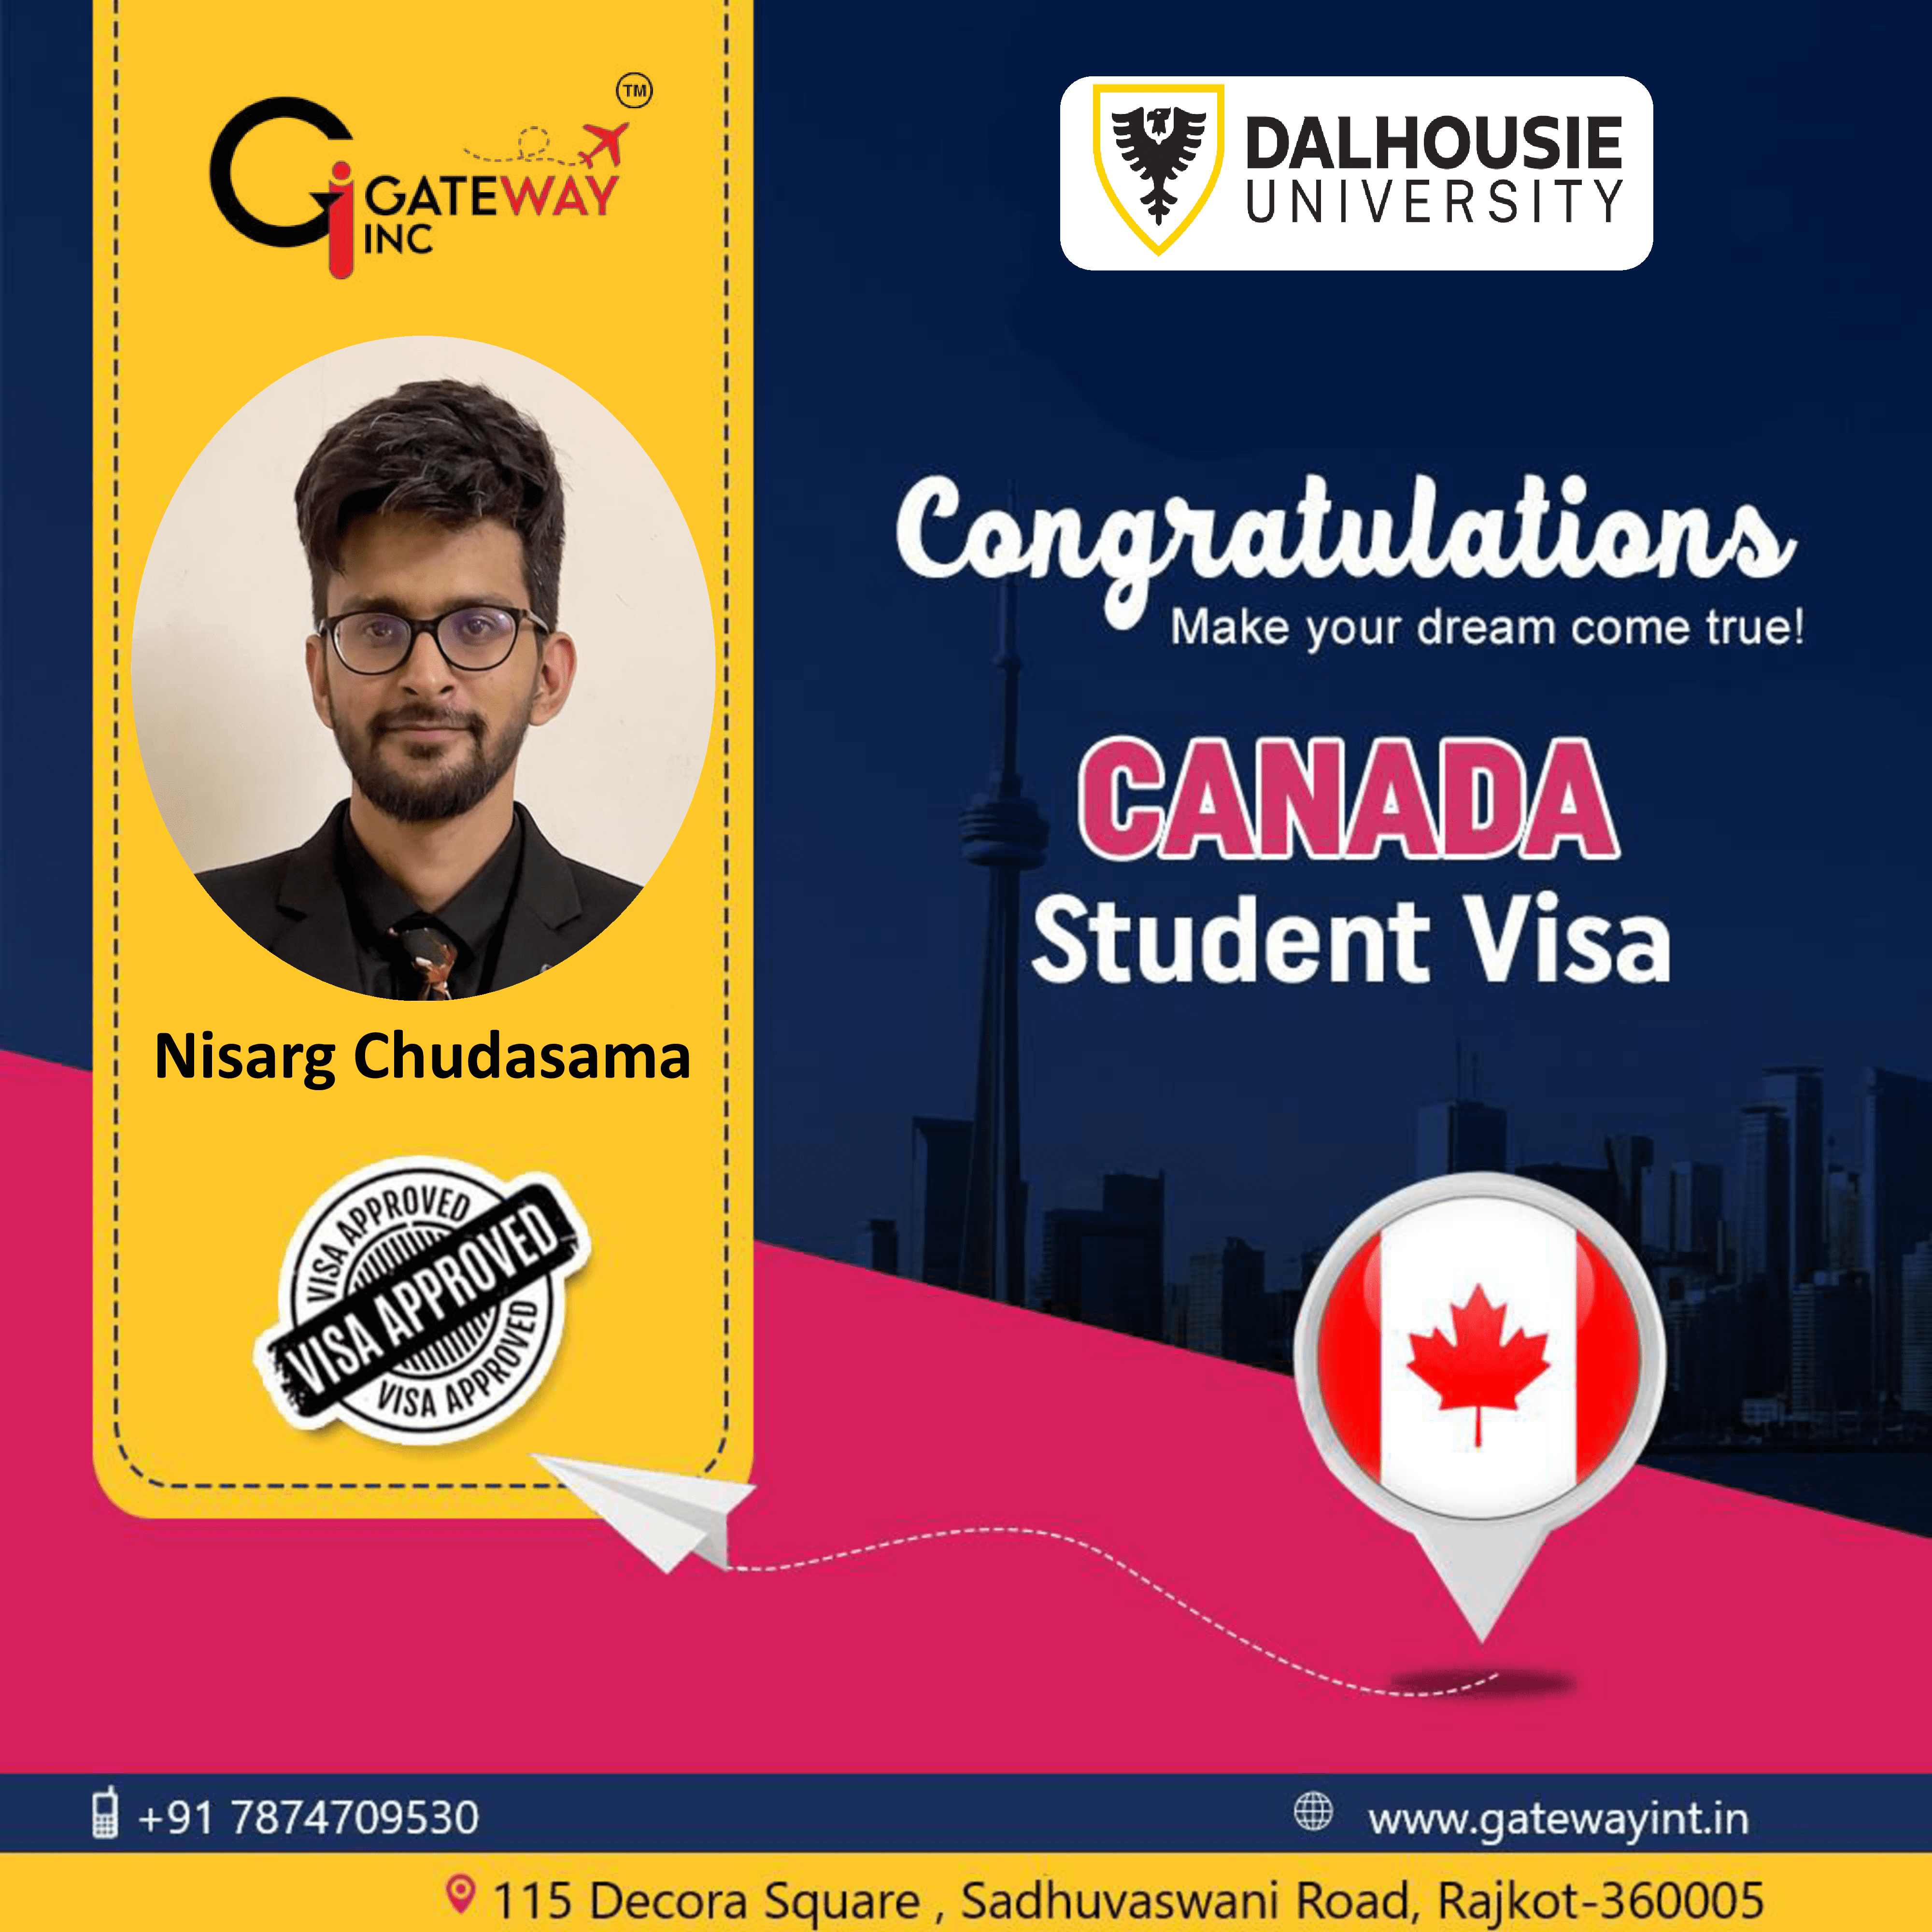 Gi GATEWAY INC TM
DALHOUSIE
UNIVERSITY
Congratulations
Make your dream come true!
CANADA
Student Visa
Nisarg Chudasama
VISA APPROVED
VISA APPROVED
VISA APPROVED
+91 7874709530
www.gatewayint.in
115 Decora Square , Sadhuvaswani Road, Rajkot-360005